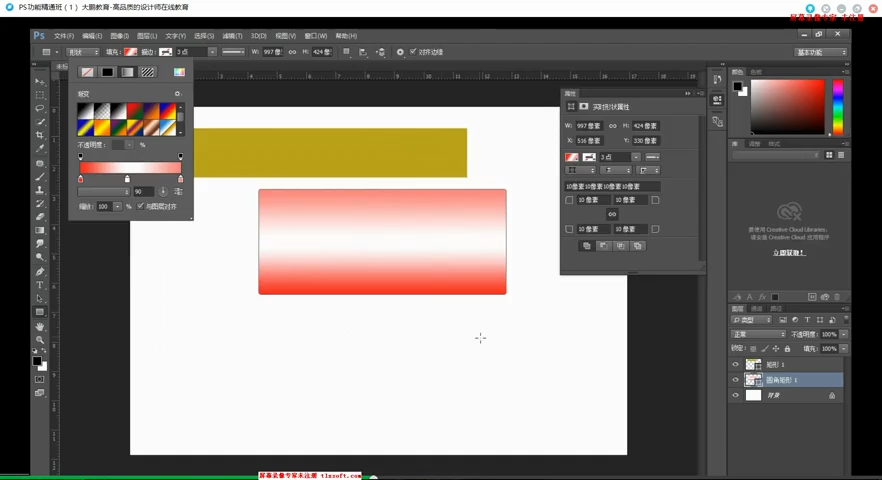 PS功能精通班（1） 大鹏教育-高品质的设计师在线教育
屏幕录像专家 未注册
Ps 文件(F) 编辑(E) 图像(I) 图层(L) 文字(Y) 选择(S) 滤镜(T) 3D(D) 视图(V) 窗口(W) 帮助(H)
形状 填充: 描边: 3点 W: 997 像素 H: 424 像素 对齐边缘 基本功能
渐变
不透明度: %
90
缩放: 100 % 与图层对齐
属性
实时形状属性
W: 997 像素 H: 424 像素
X: 516 像素 Y: 330 像素
3点
10像素10像素10像素10像素
10 像素 10 像素
10 像素 10 像素
颜色 色板
库 调整 样式
要使用 Creative Cloud Libraries,
请安装 Creative Cloud 应用程序
立即获取!
图层 通道 路径
类型
正常 不透明度: 100%
锁定: 填充: 100%
矩形 1
圆角矩形 1
背景
屏幕录像专家未注册 tlxsoft.com